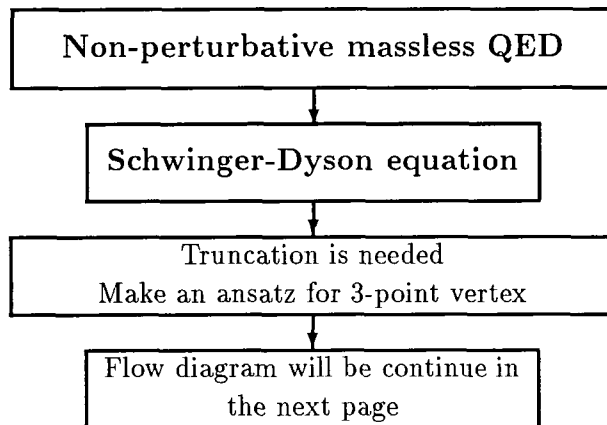 Non-perturbative massless QED
Schwinger-Dyson equation
Truncation is needed
Make an ansatz for 3-point vertex
Flow diagram will be continue in
the next page